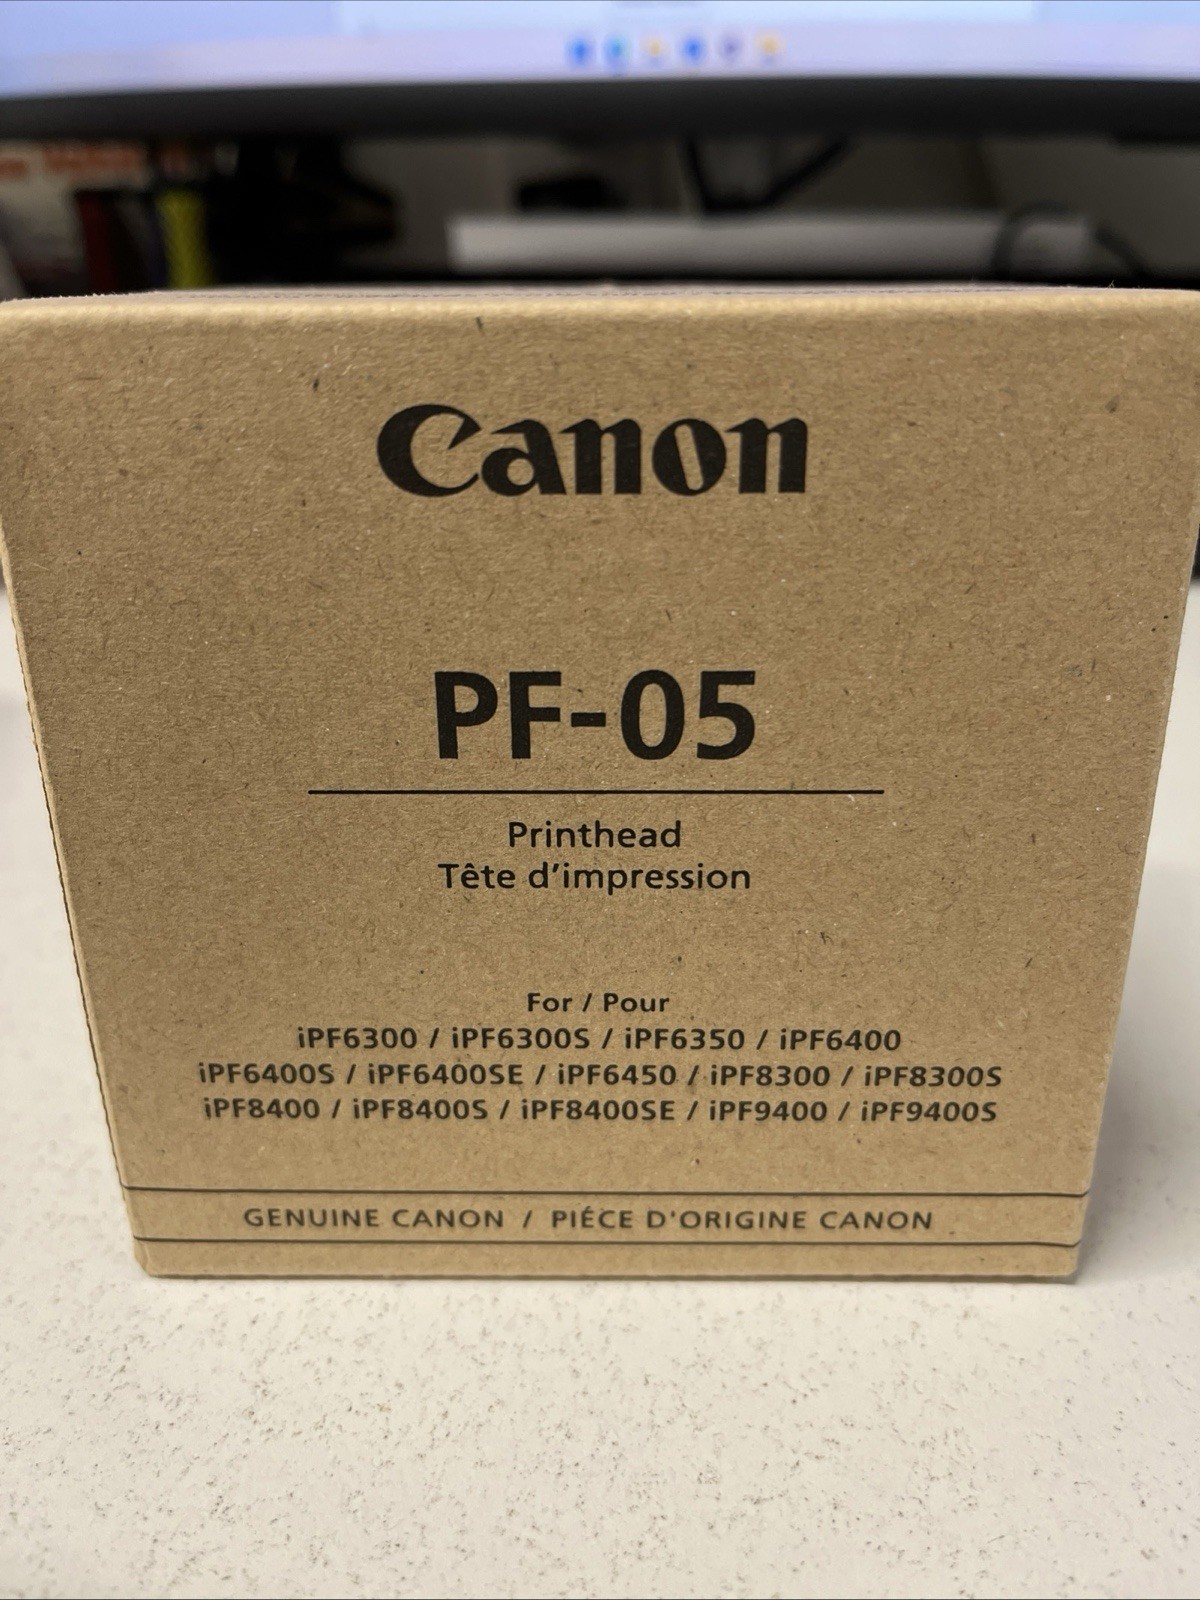 Canon
PF-05
Printhead
Tête d'impression
For / Pour
iPF6300 / iPF6300S / iPF6350 / iPF6400
iPF6400S / iPF6400SE / iPF6450 / iPF8300 / iPF8300S
iPF8400 / iPF8400S / iPF8400SE / iPF9400 / iPF9400S
GENUINE CANON / PIÉCE D'ORIGINE CANON